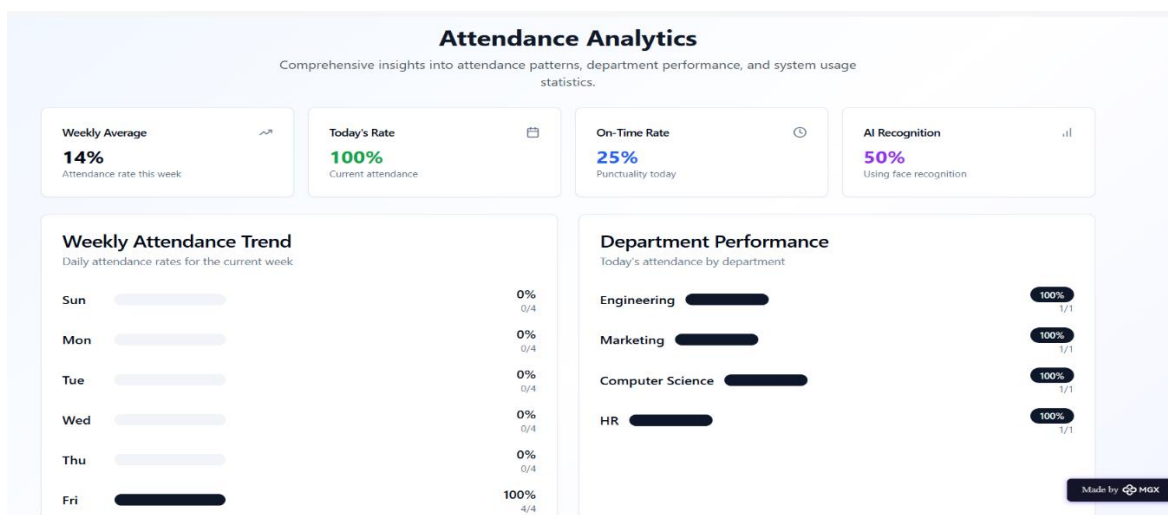 Attendance Analytics
Comprehensive insights into attendance patterns, department performance, and system usage
statistics.
Weekly Average
14%
Attendance rate this week
Today's Rate
100%
Current attendance
On-Time Rate
25%
Punctuality today
AI Recognition
50%
Using face recognition
Weekly Attendance Trend
Daily attendance rates for the current week
Sun
0%
0/4
Mon
0%
0/4
Tue
0%
0/4
Wed
0%
0/4
Thu
0%
0/4
Fri
100%
4/4
Department Performance
Today's attendance by department
Engineering
100%
1/1
Marketing
100%
1/1
Computer Science
100%
1/1
HR
100%
1/1
Made by MGX